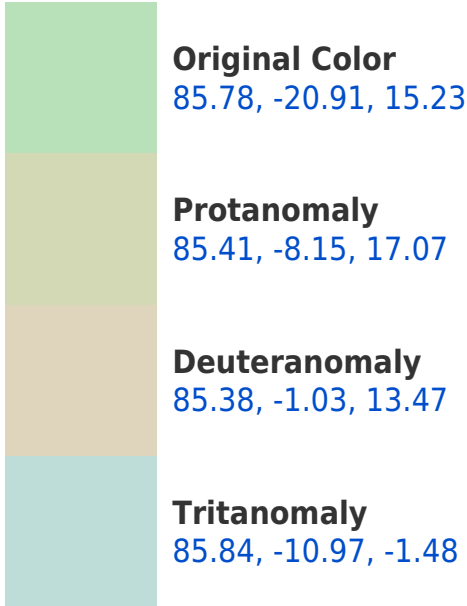 Original Color
85.78, -20.91, 15.23
Protanomaly
85.41, -8.15, 17.07
Deuteranomaly
85.38, -1.03, 13.47
Tritanomaly
85.84, -10.97, -1.48